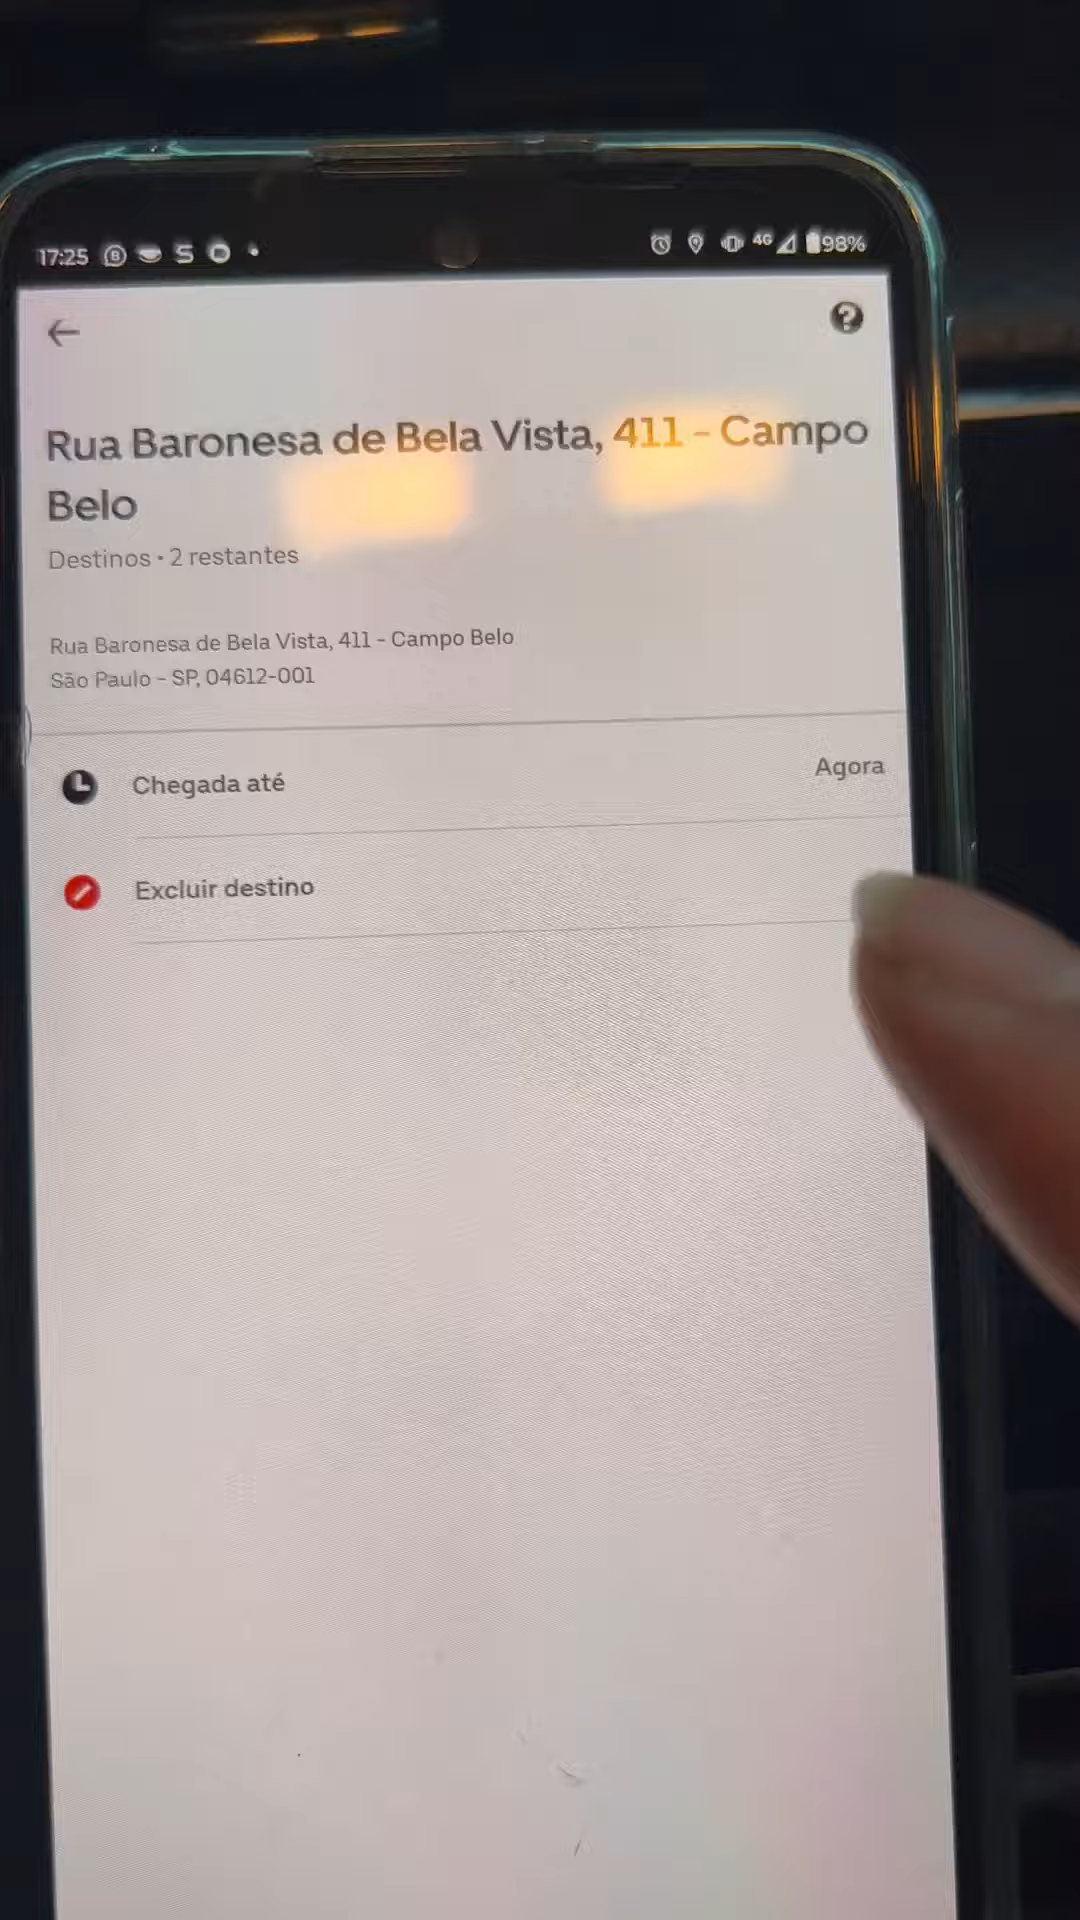 17:25 S 4G 98%
Rua Baronesa de Bela Vista, 411 - Campo
Belo
Destinos • 2 restantes
Rua Baronesa de Bela Vista, 411 - Campo Belo
São Paulo - SP, 04612-001
Chegada até Agora
Excluir destino